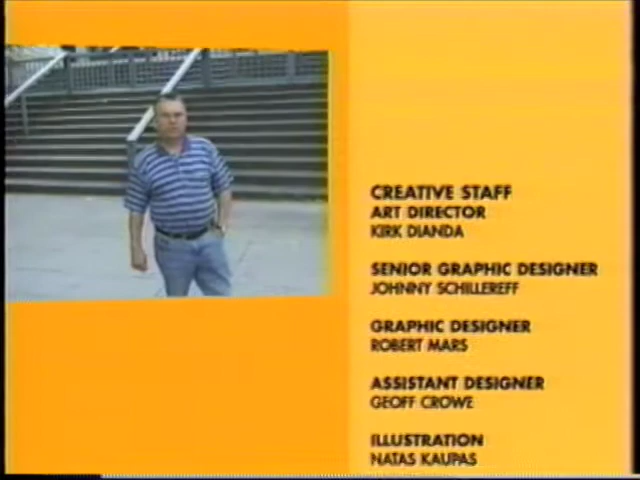 CREATIVE STAFF
ART DIRECTOR
KIRK DIANDA
SENIOR GRAPHIC DESIGNER
JOHNNY SCHILLEREFF
GRAPHIC DESIGNER
ROBERT MARS
ASSISTANT DESIGNER
GEOFF CROWE
ILLUSTRATION
NATAS KAUPAS